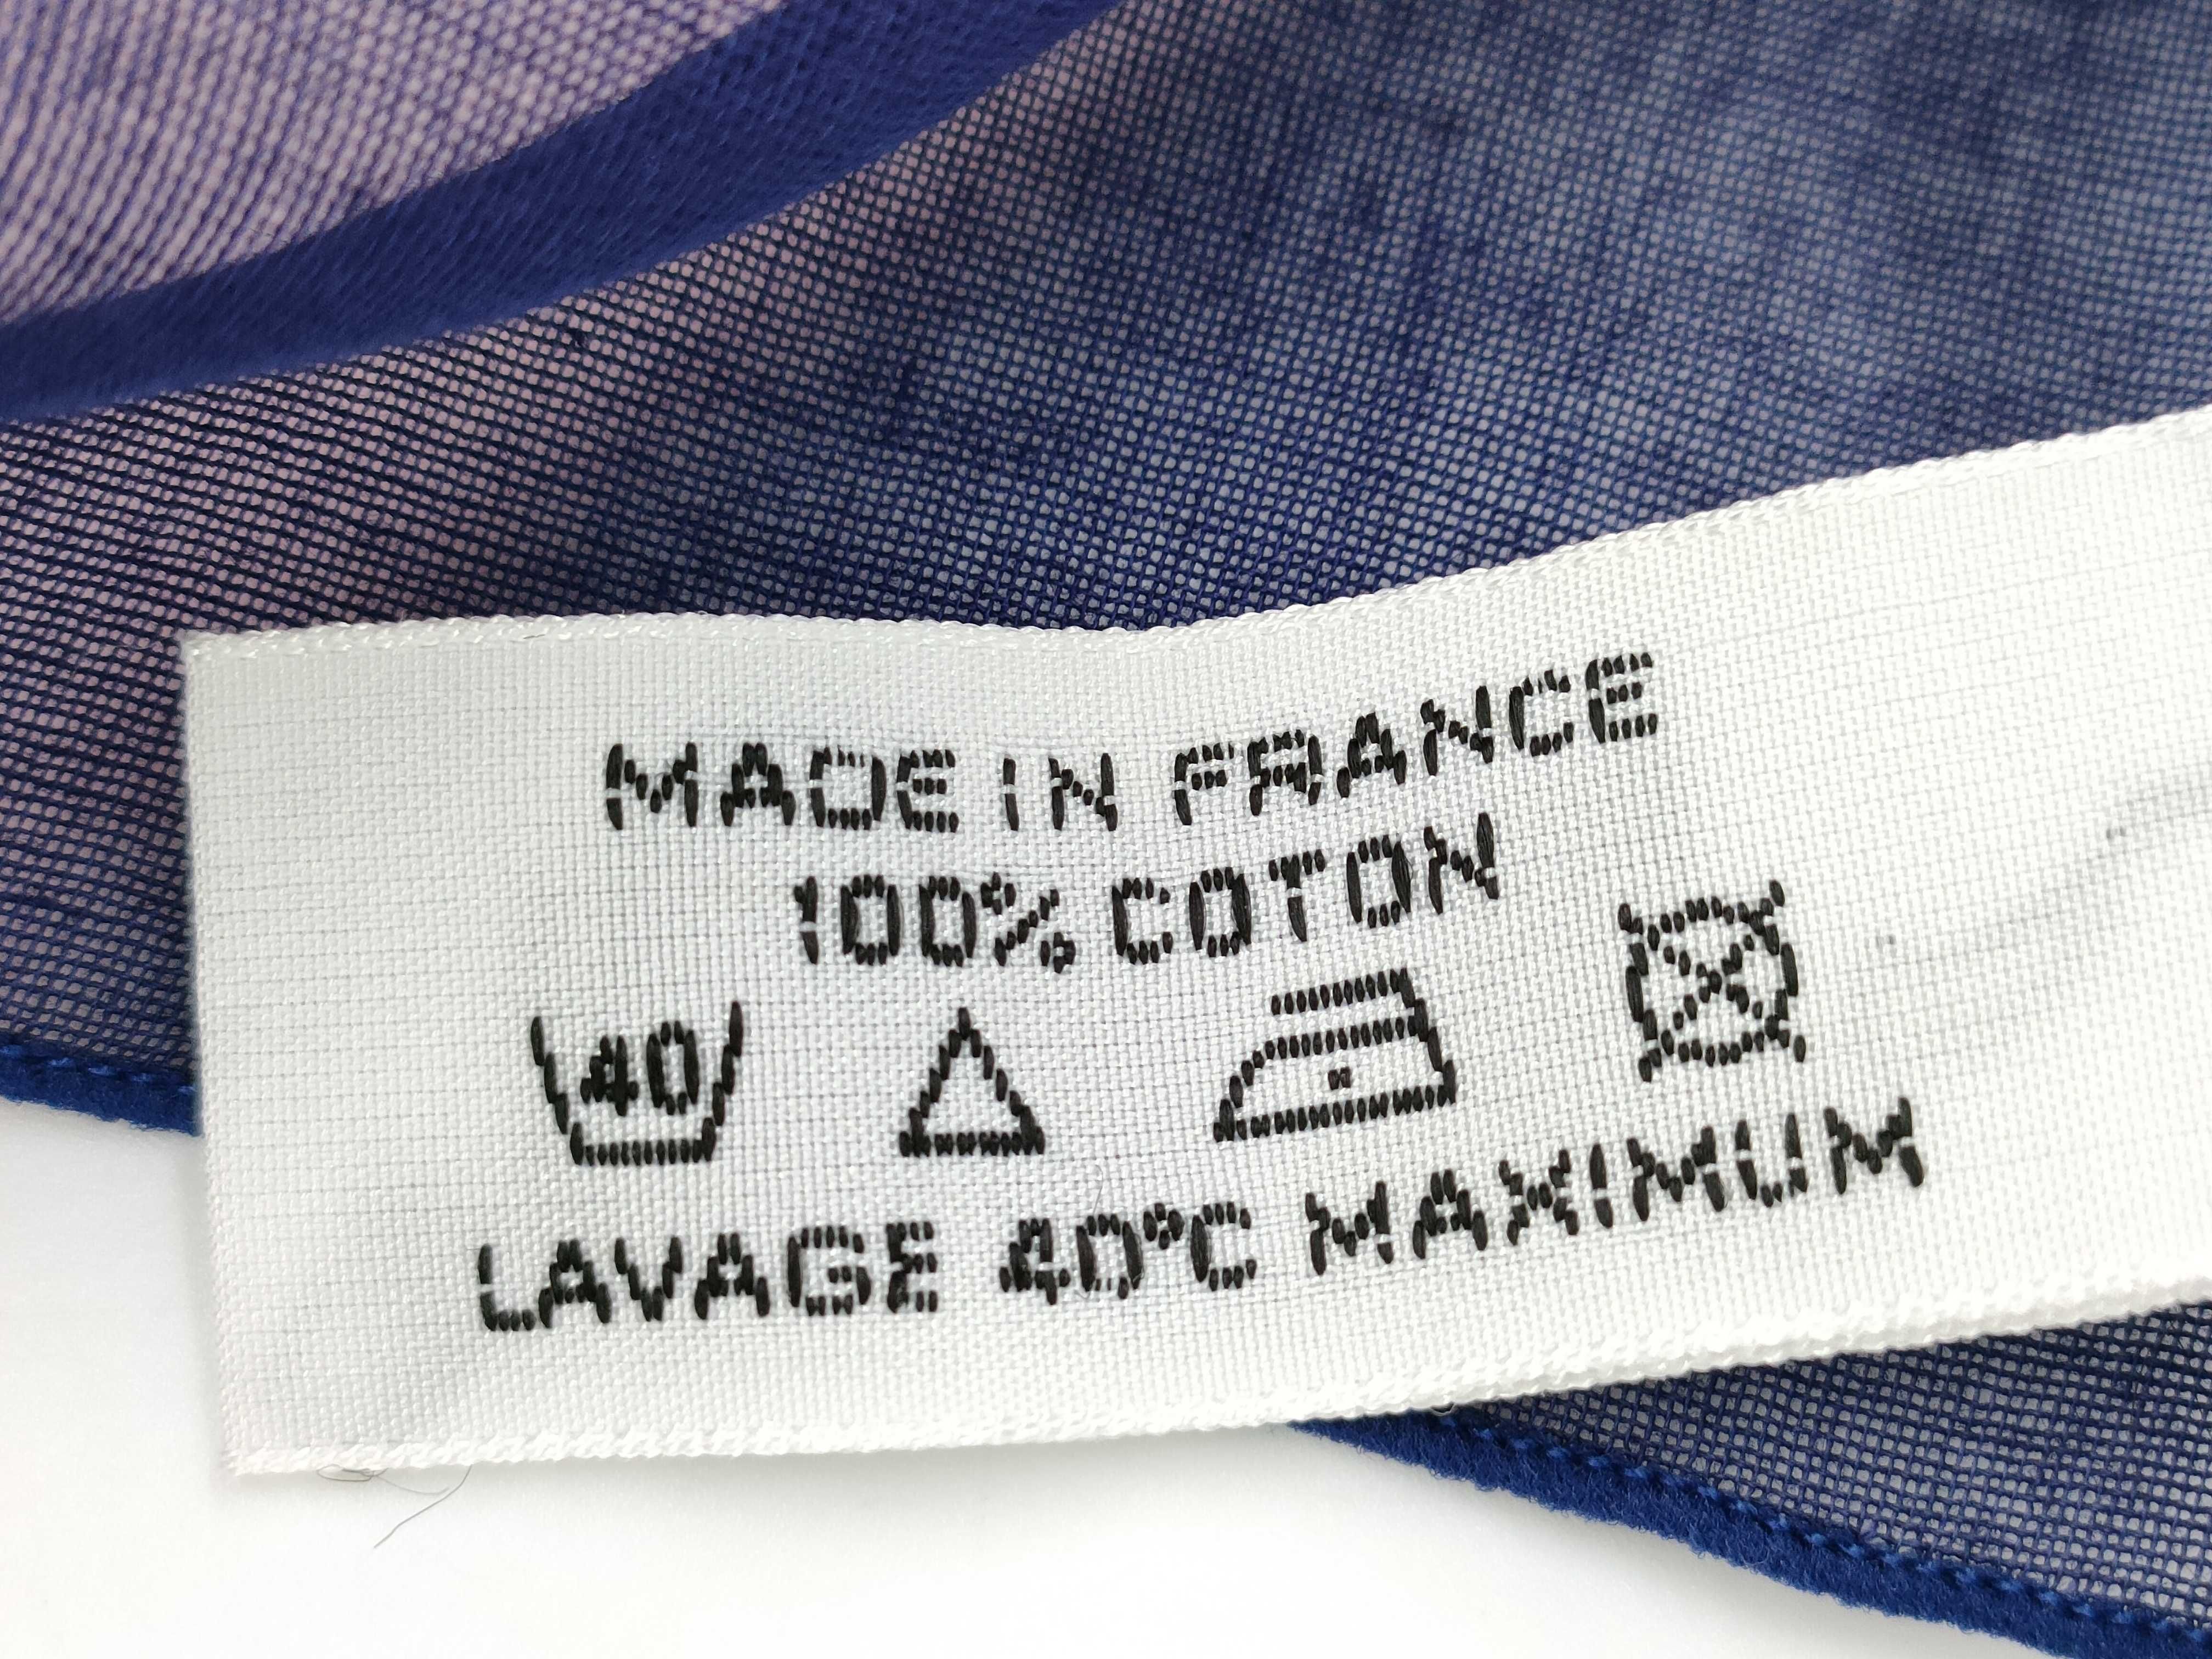 MADE IN FRANCE
100% COTON
40
LAVAGE 40°C MAXIMUM